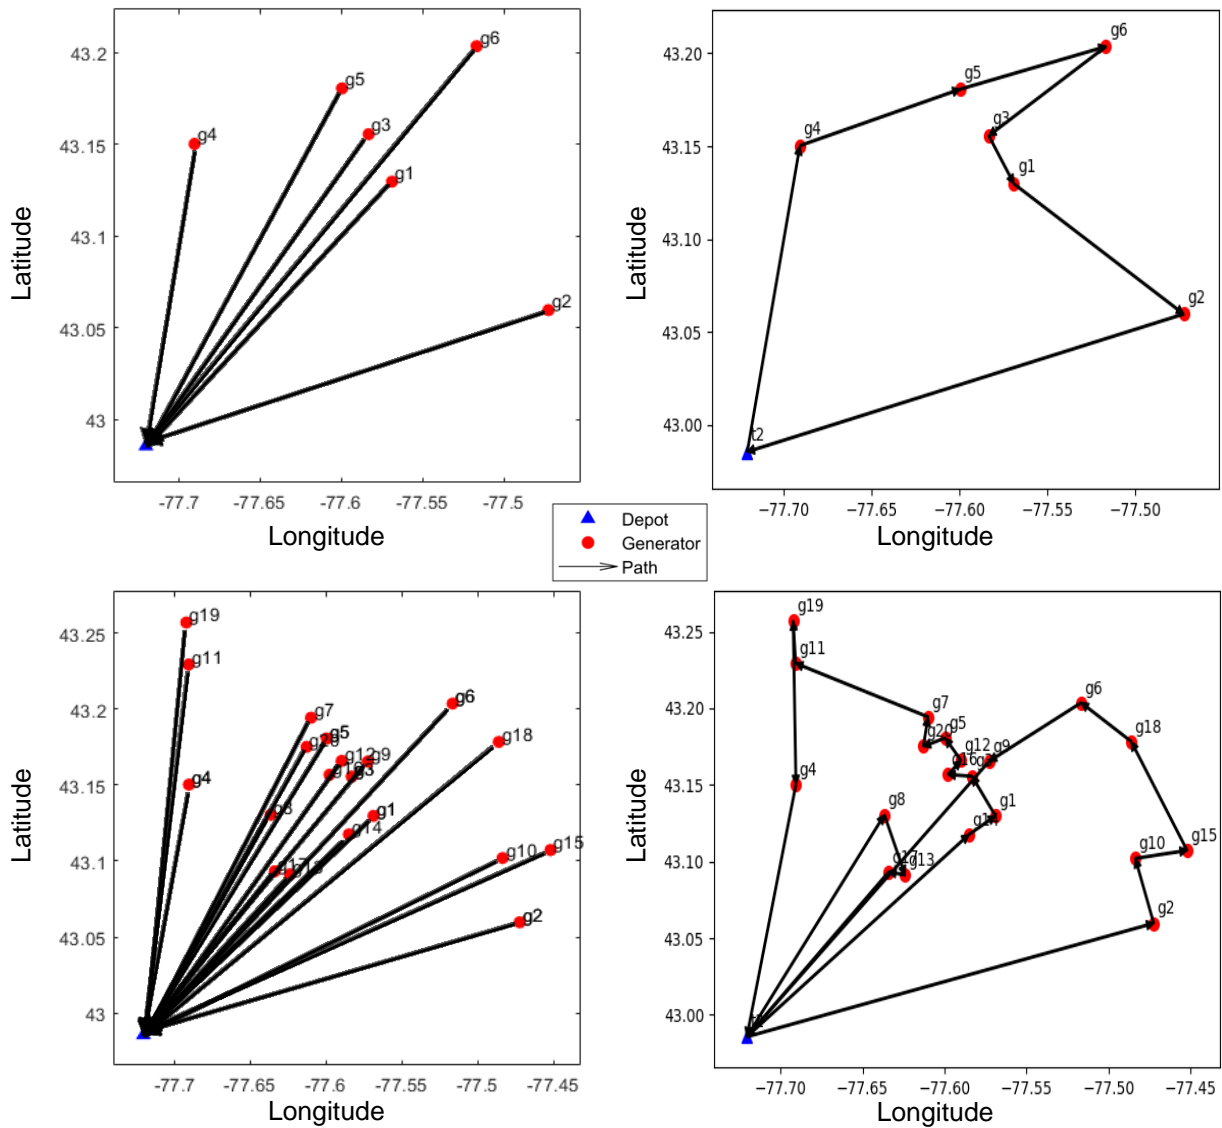 43.2
43.15
43.1
43.05
43
Latitude
g6
g5
g3
g4
g1
g2
-77.7
-77.65
-77.6
-77.55
-77.5
Longitude
43.20
43.15
43.10
43.05
43.00
Latitude
g6
g5
g3
g4
g1
g2
t2
−77.70
−77.60
−77.55
−77.50
Longitude
Depot
Generator
Path
43.25
43.2
43.15
43.1
43.05
43
Latitude
g19
g11
g7
g6
g5
g18
g12
g9
g3
g4
g8
g1
g14
g15
g10
g17
g2
-77.7
-77.65
-77.6
-77.55
-77.5
-77.45
Longitude
43.25
43.20
43.15
43.10
43.05
43.00
Latitude
g19
g11
g7
g6
g5
g20
g18
g9
g12
g16
g4
g8
g1
g15
g10
g17
g13
g2
−77.70
−77.65
−77.60
−77.55
−77.50
−77.45
Longitude